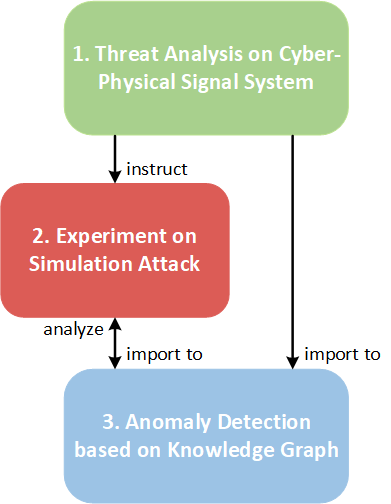 1. Threat Analysis on Cyber-
Physical Signal System
instruct
2. Experiment on
Simulation Attack
analyze
import to
import to
3. Anomaly Detection
based on Knowledge Graph